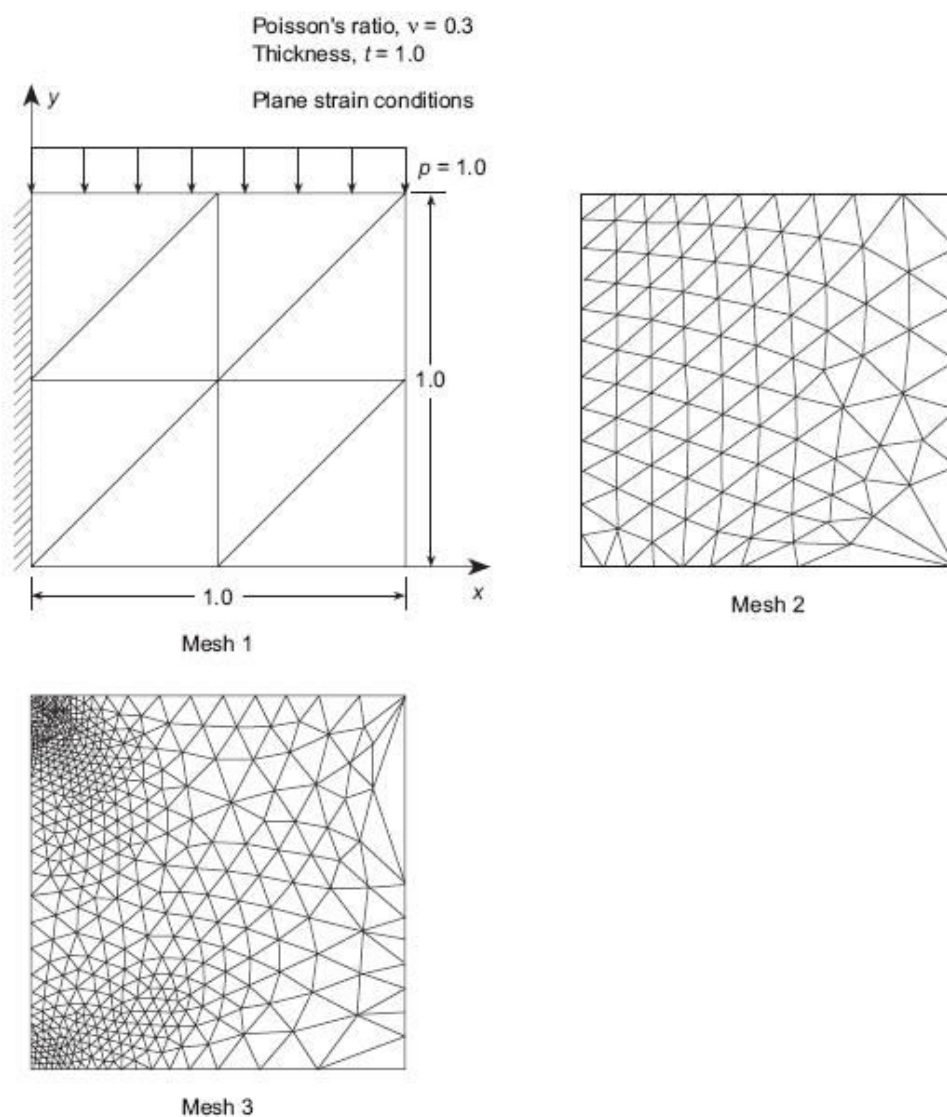 Poisson's ratio, ν = 0.3
Thickness, t = 1.0
Plane strain conditions
y
p = 1.0
1.0
1.0
x
Mesh 1
Mesh 2
Mesh 3